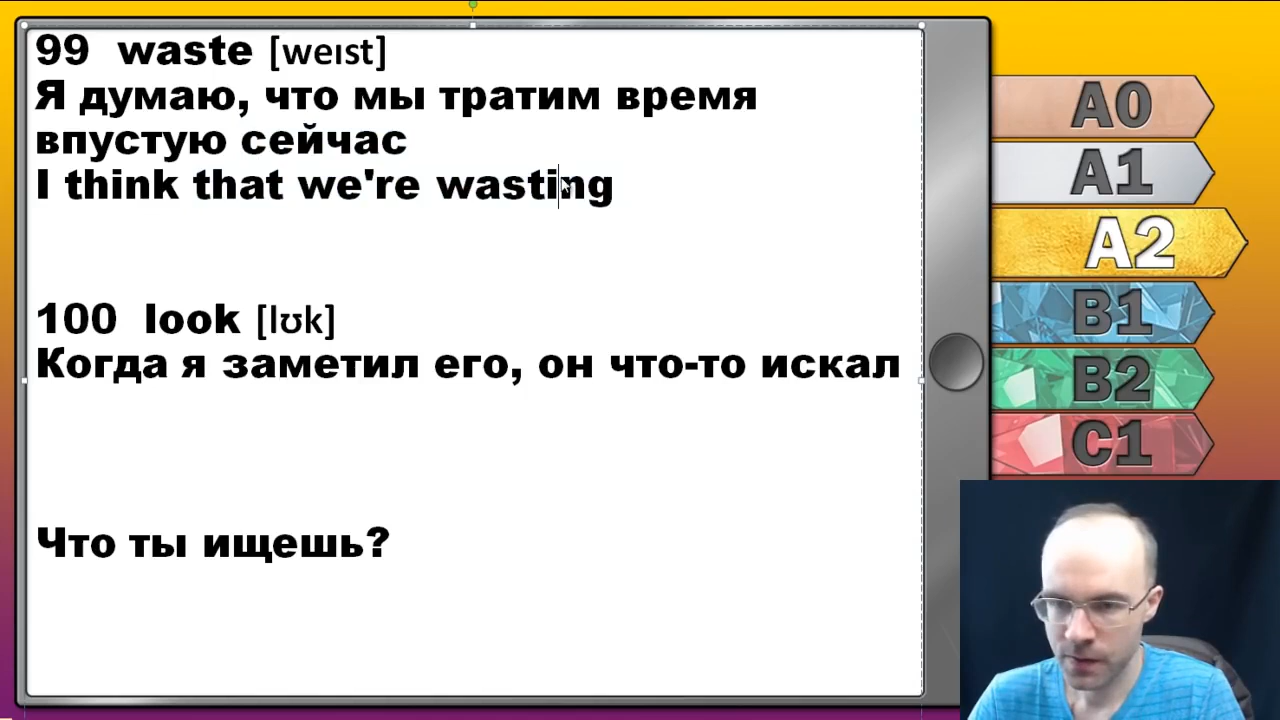 99 waste [weɪst]
Я думаю, что мы тратим время
впустую сейчас
I think that we're wasting
100 look [lʊk]
Когда я заметил его, он что-то искал
Что ты ищешь?
A0
A1
A2
B1
B2
C1